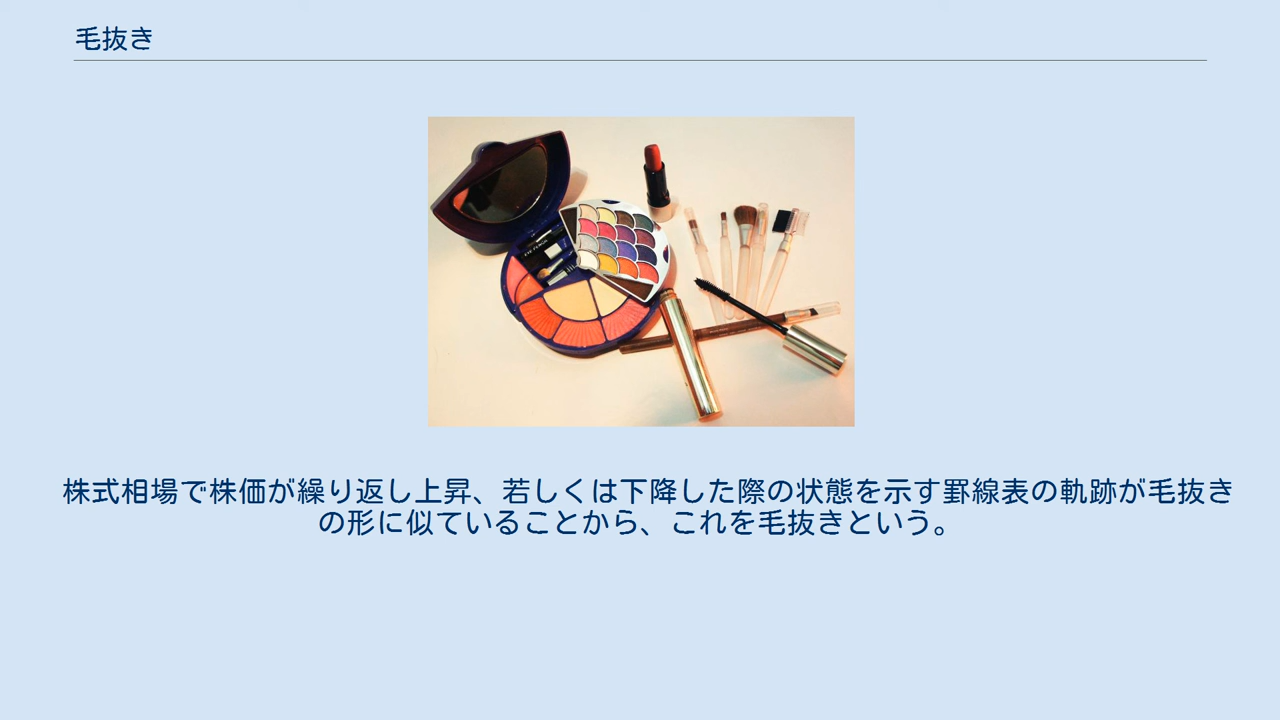 毛抜き
株式相場で株価が繰り返し上昇、若しくは下降した際の状態を示す罫線表の軌跡が毛抜き
の形に似ていることから、これを毛抜きという。